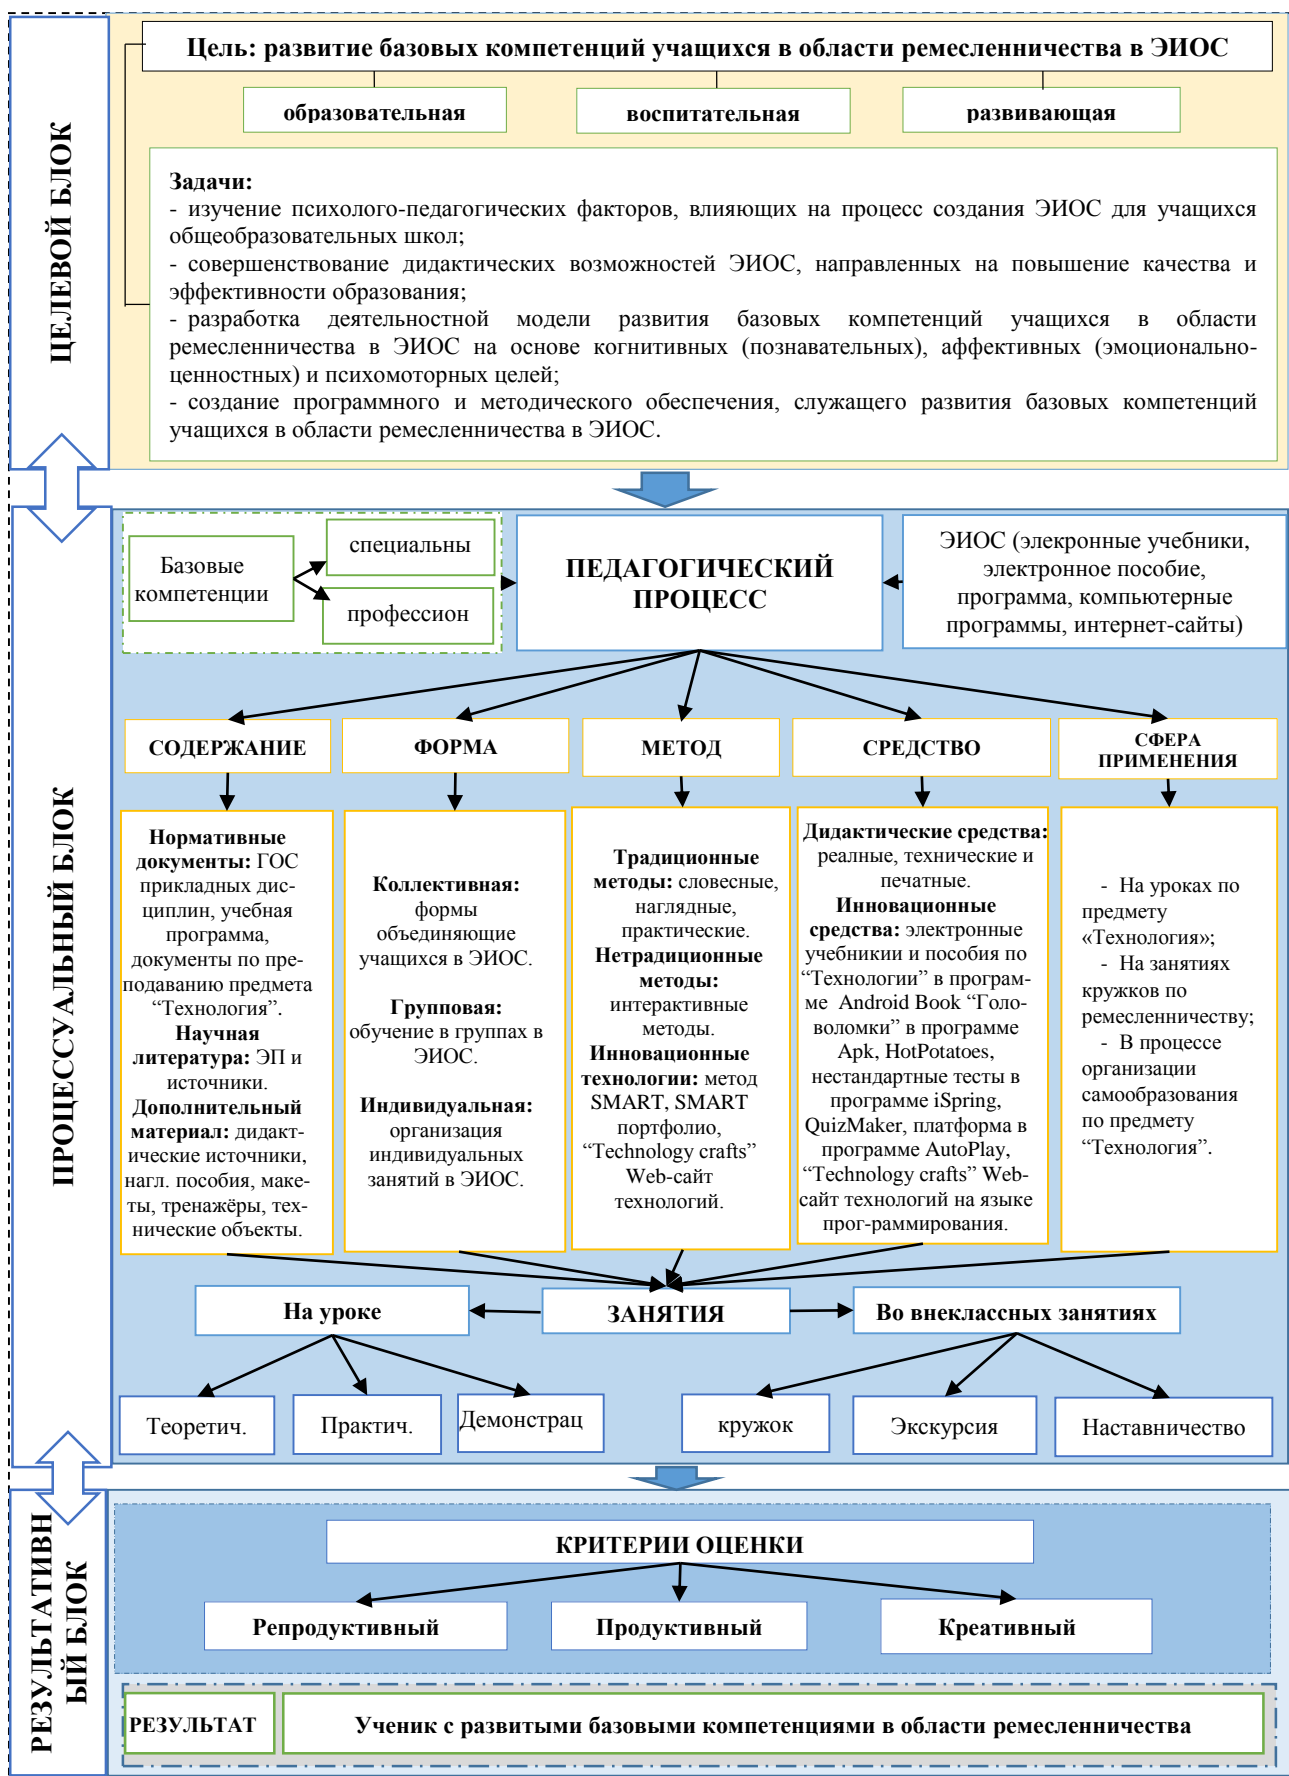 ЦЕЛЕВОЙ БЛОК
Цель: развитие базовых компетенций учащихся в области ремесленничества в ЭИОС
образовательная
воспитательная
развивающая
Задачи:
- изучение психолого-педагогических факторов, влияющих на процесс создания ЭИОС для учащихся
общеобразовательных школ;
- совершенствование дидактических возможностей ЭИОС, направленных на повышение качества и
эффективности образования;
- разработка деятельностной модели развития базовых компетенций учащихся в области
ремесленничества в ЭИОС на основе когнитивных (познавательных), аффективных (эмоционально-
ценностных) и психомоторных целей;
- создание программного и методического обеспечения, служащего развития базовых компетенций
учащихся в области ремесленничества в ЭИОС.
ПРОЦЕССУАЛЬНЫЙ БЛОК
Базовые
компетенции
специальны
профессион
ПЕДАГОГИЧЕСКИЙ
ПРОЦЕСС
ЭИОС (элекронные учебники,
электронное пособие,
программа, компьютерные
программы, интернет-сайты)
СОДЕРЖАНИЕ
ФОРМА
МЕТОД
СРЕДСТВО
СФЕРА
ПРИМЕНЕНИЯ
Нормативные
документы: ГОС
прикладных дис-
циплин, учебная
программа,
документы по пре-
подаванию предмета
“Технология”.
Научная
литература: ЭП и
источники.
Дополнительный
материал: дидакт-
ические источники,
нагл. пособия, маке-
ты, тренажёры, тех-
нические объекты.
Коллективная:
формы
объединяющие
учащихся в ЭИОС.
Групповая:
обучение в группах в
ЭИОС.
Индивидуальная:
организация
индивидуальных
занятий в ЭИОС.
Традиционные
методы: словесные,
наглядные,
практические.
Нетрадиционные
методы:
интерактивные
методы.
Инновационные
технологии: метод
SMART, SMART
портфолио,
“Technology crafts”
Web-сайт
технологий.
Дидактические средства:
реалные, технические и
печатные.
Инновационные
средства: электронные
учебникии и пособия по
“Технологии” в програм-
ме Android Book “Голо-
воломки” в программе
Apk, HotPotatoes,
нестандартные тесты в
программе iSpring,
QuizMaker, платформа в
программе AutoPlay,
“Technology crafts” Web-
сайт технологий на языке
прог-раммирования.
- На уроках по
предмету
«Технология»;
- На занятиях
кружков по
ремесленничеству;
- В процессе
организации
самообразования
по предмету
“Технология”.
На уроке
ЗАНЯТИЯ
Во внеклассных занятиях
Теоретич.
Практич.
Демонстрац
кружок
Экскурсия
Наставничество
РЕЗУЛЬТАТИВН
ЫЙ БЛОК
КРИТЕРИИ ОЦЕНКИ
Репродуктивный
Продуктивный
Креативный
РЕЗУЛЬТАТ
Ученик с развитыми базовыми компетенциями в области ремесленничества